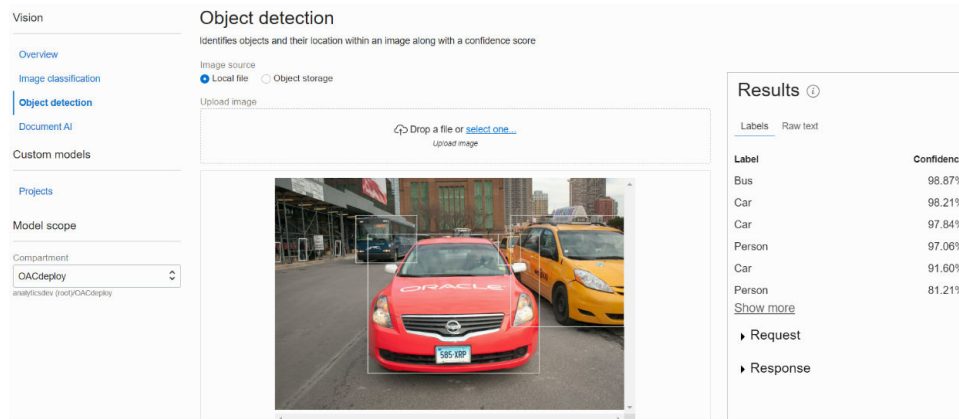 Vision
Overview
Image classification
Object detection
Document AI
Custom models
Projects
Model scope
Compartment
OACdeploy
analyticsdev (root)/OACdeploy
Object detection
Identifies objects and their location within an image along with a confidence score
Image source
Local file Object storage
Upload image
Drop a file or select one...
Upload image
ORACLE
585·XRP
Results
Labels Raw text
Label Confidenc
Bus 98.87%
Car 98.21%
Car 97.84%
Person 97.06%
Car 91.60%
Person 81.21%
Show more
Request
Response